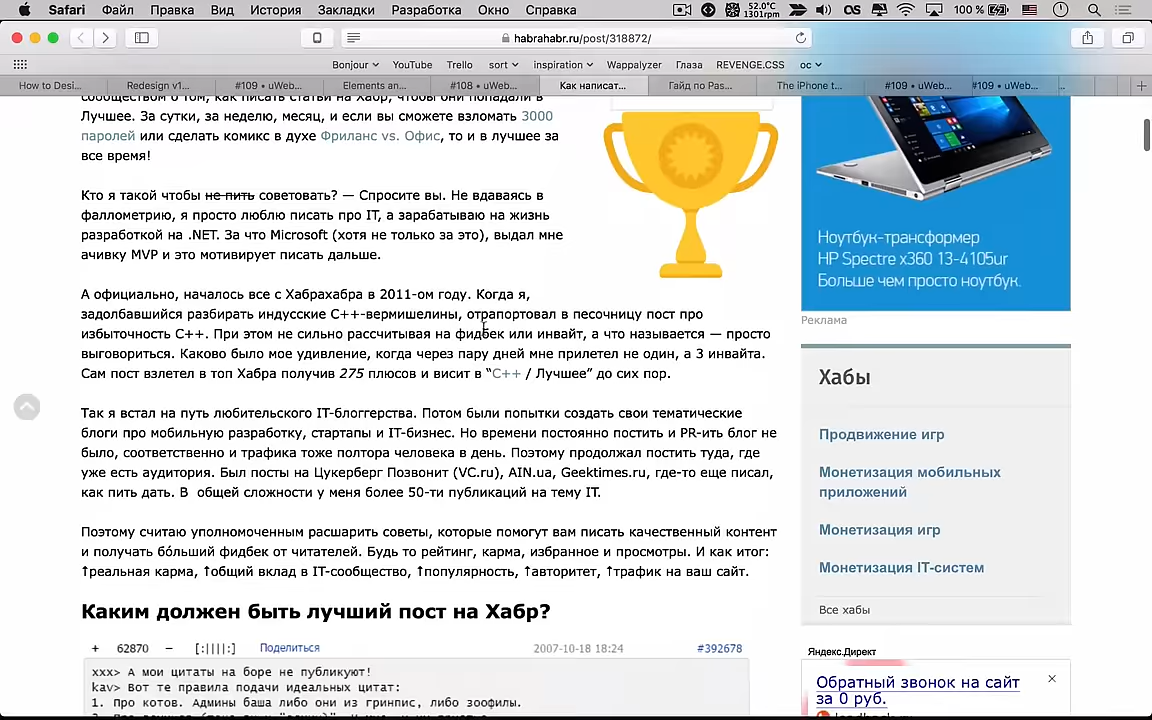 Safari Файл Правка Вид История Закладки Разработка Окно Справка 52.0°C 1301rpm 100 %
habrahabr.ru/post/318872/
Bonjour YouTube Trello sort inspiration Wappalyzer Глаза REVENGE.CSS ос
How to Desi... Redesign v1... #109 — uWeb... Elements an... #108 — uWeb... Как написат... Гайд по Pas... The iPhone t... #109 — uWeb... #109 — uWeb... ...
сообществом о том, как писать статьи на Хабр, чтобы они попадали в
Лучшее. За сутки, за неделю, месяц, и если вы сможете взломать 3000
паролей или сделать комикс в духе Фриланс vs. Офис, то и в лучшее за
все время!
Кто я такой чтобы не пить советовать? — Спросите вы. Не вдаваясь в
фаллометрию, я просто люблю писать про IT, а зарабатываю на жизнь
разработкой на .NET. За что Microsoft (хотя не только за это), выдал мне
ачивку MVP и это мотивирует писать дальше.
А официально, началось все с Хабрахабра в 2011-ом году. Когда я,
задолбавшийся разбирать индусские С++-вермишелины, отрапортовал в песочницу пост про
избыточность С++. При этом не сильно рассчитывая на фидбек или инвайт, а что называется — просто
выговориться. Каково было мое удивление, когда через пару дней мне прилетел не один, а 3 инвайта.
Сам пост взлетел в топ Хабра получив 275 плюсов и висит в “С++ / Лучшее” до сих пор.
Так я встал на путь любительского IT-блоггерства. Потом были попытки создать свои тематические
блоги про мобильную разработку, стартапы и IT-бизнес. Но времени постоянно постить и PR-ить блог не
было, соответственно и трафика тоже полтора человека в день. Поэтому продолжал постить туда, где
уже есть аудитория. Был посты на Цукерберг Позвонит (VC.ru), AIN.ua, Geektimes.ru, где-то еще писал,
как пить дать. В общей сложности у меня более 50-ти публикаций на тему IT.
Поэтому считаю уполномоченным расшарить советы, которые помогут вам писать качественный контент
и получать бо́льший фидбек от читателей. Будь то рейтинг, карма, избранное и просмотры. И как итог:
↑реальная карма, ↑общий вклад в IT-сообщество, ↑популярность, ↑авторитет, ↑трафик на ваш сайт.
Каким должен быть лучший пост на Хабр?
+ 62870 — [:||||:] Поделиться 2007-10-18 18:24 #392678
xxx> А мои цитаты на боре не публикуют!
kav> Вот те правила подачи идеальных цитат:
1. Про котов. Админы баша либо они из гринпис, либо зоофилы.
Ноутбук-трансформер
HP Spectre x360 13-4105ur
Больше чем просто ноутбук.
Реклама
Хабы
Продвижение игр
Монетизация мобильных
приложений
Монетизация игр
Монетизация IT-систем
Все хабы
Яндекс.Директ
Обратный звонок на сайт
за 0 руб.